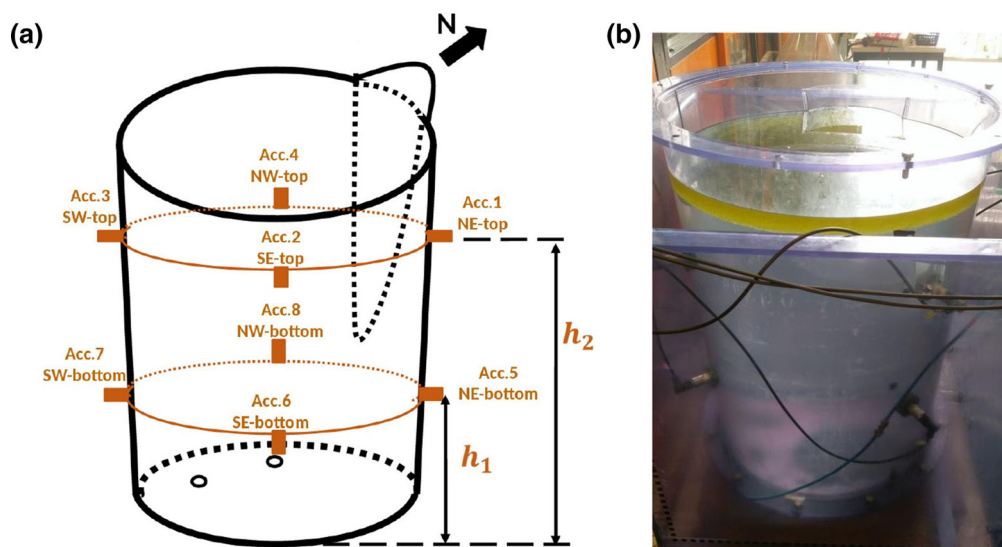 (a)
N
(b)
Acc.4
NW-top
Acc.3
SW-top
Acc.1
NE-top
Acc.2
SE-top
Acc.8
NW-bottom
h2
Acc.7
SW-bottom
Acc.5
NE-bottom
Acc.6
SE-bottom
h1